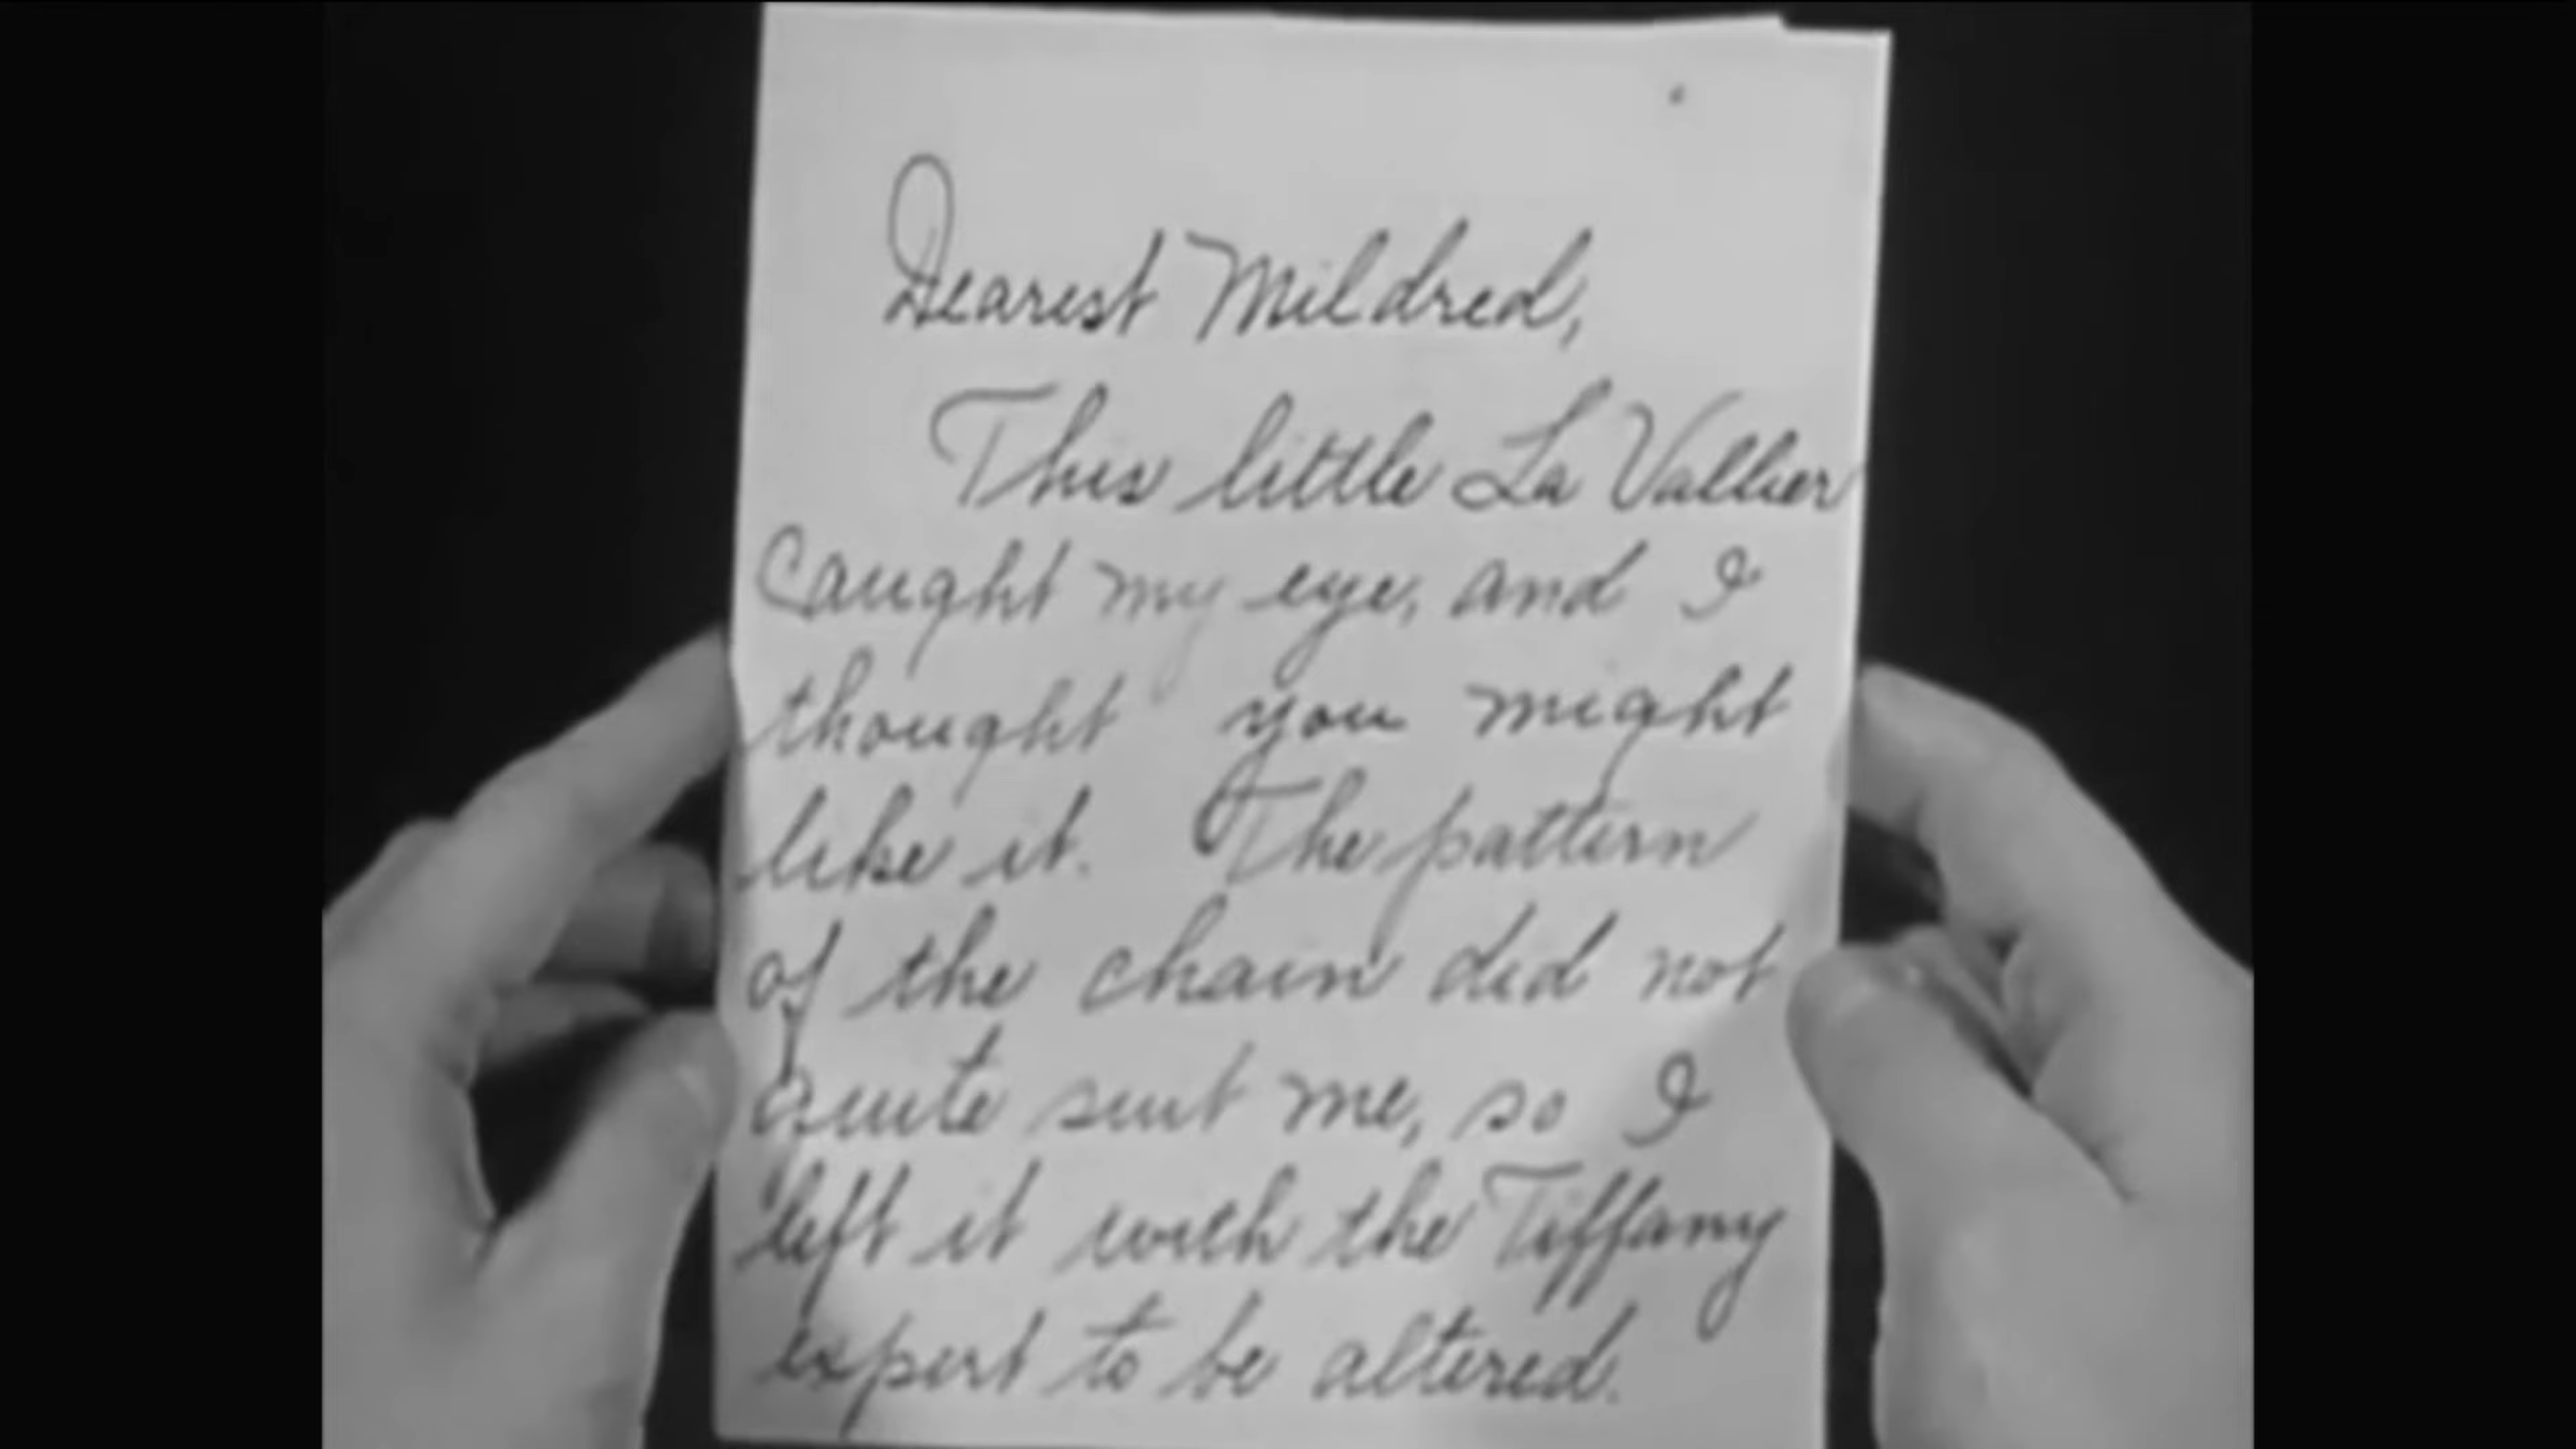 Dearest Mildred,
This little La Vallier
caught my eye, and I
thought you might
like it. The pattern
of the chain did not
quite suit me, so I
left it with the Tiffany
expert to be altered.